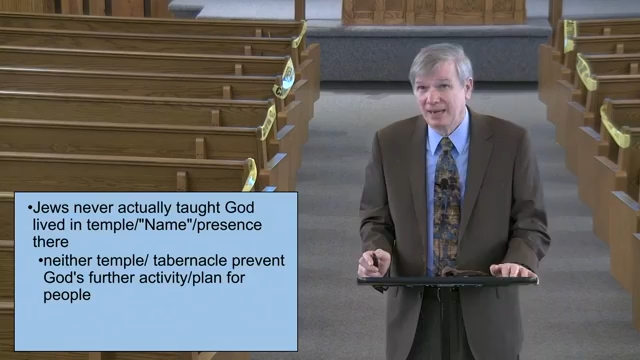 •Jews never actually taught God
lived in temple/"Name"/presence
there
•neither temple/ tabernacle prevent
God's further activity/plan for
people